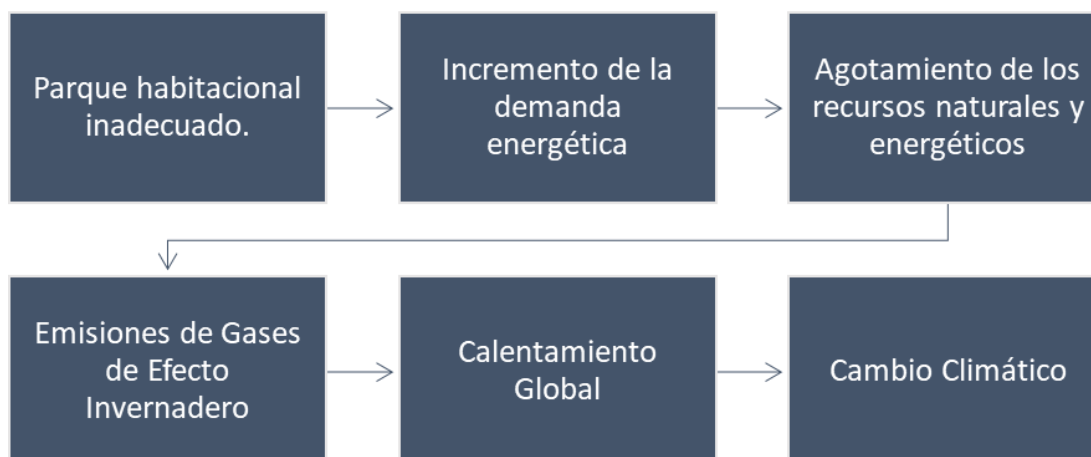 Parque habitacional
inadecuado.
Incremento de la
demanda
energética
Agotamiento de los
recursos naturales y
energéticos
Emisiones de Gases
de Efecto
Invernadero
Calentamiento
Global
Cambio Climático